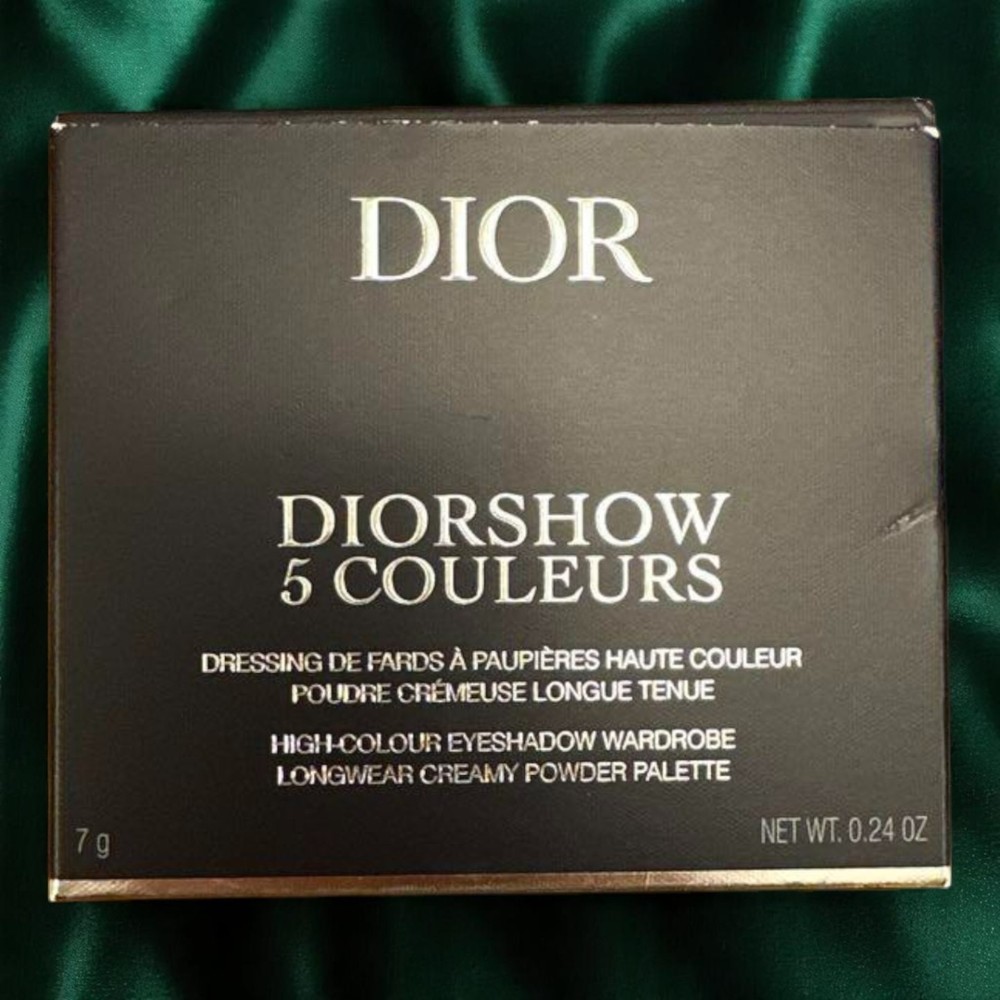 DIOR
DIORSHOW
5 COULEURS
DRESSING DE FARDS À PAUPIÈRES HAUTE COULEUR
POUDRE CRÉMEUSE LONGUE TENUE
HIGH-COLOUR EYESHADOW WARDROBE
LONGWEAR CREAMY POWDER PALETTE
7 g
NET WT. 0.24 OZ